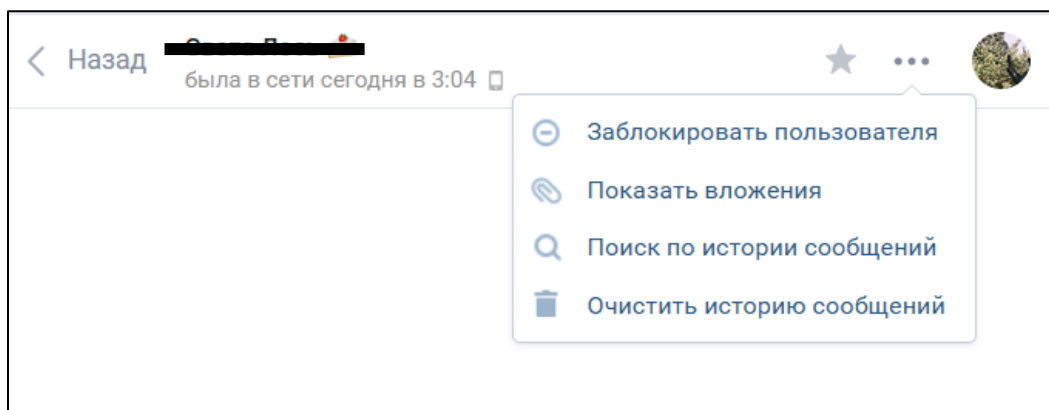 Назад
была в сети сегодня в 3:04
Заблокировать пользователя
Показать вложения
Поиск по истории сообщений
Очистить историю сообщений